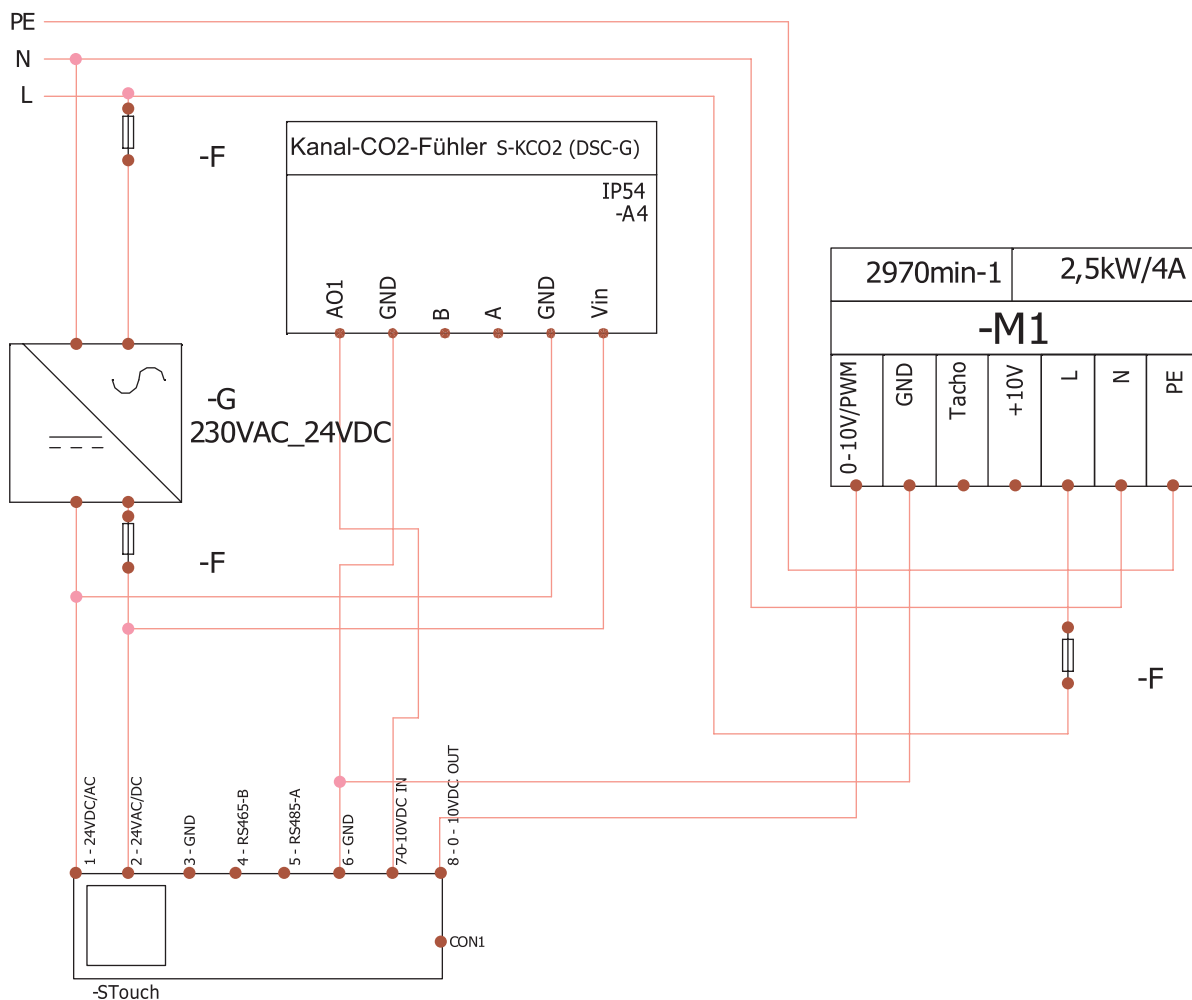 PE
N
L
-F
Kanal-CO2-Fühler S-KCO2 (DSC-G)
IP54
-A4
AO1
GND
B
A
GND
Vin
2970min-1
2,5kW/4A
-M1
0-10V/PWM
GND
Tacho
+10V
L
N
PE
-G
230VAC_24VDC
-F
-F
1 - 24VDC/AC
2 - 24VAC/DC
3 - GND
4 - RS465-B
5 - RS485-A
6 - GND
7-0-10VDC IN
8 - 0 - 10VDC OUT
CON1
-STouch